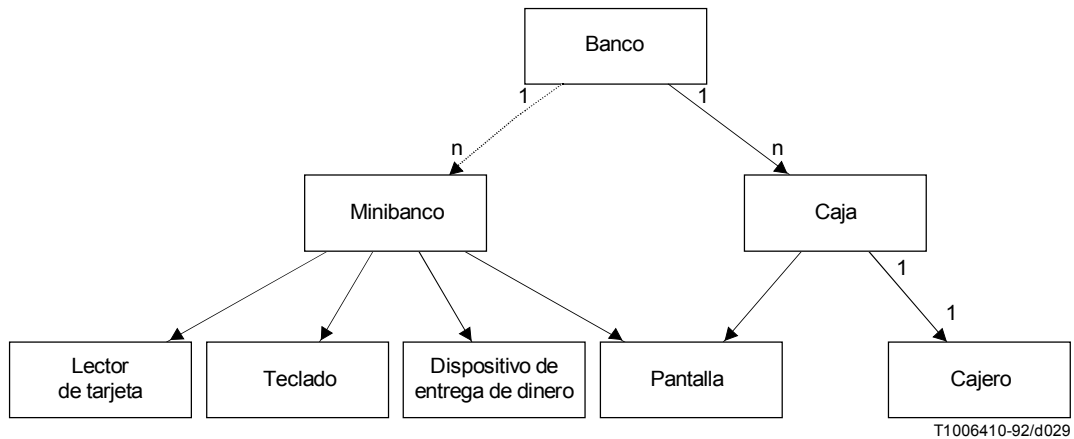 Banco
1
1
n
n
Minibanco
Caja
1
1
Lector
de tarjeta
Teclado
Dispositivo de
entrega de dinero
Pantalla
Cajero
T1006410-92/d029